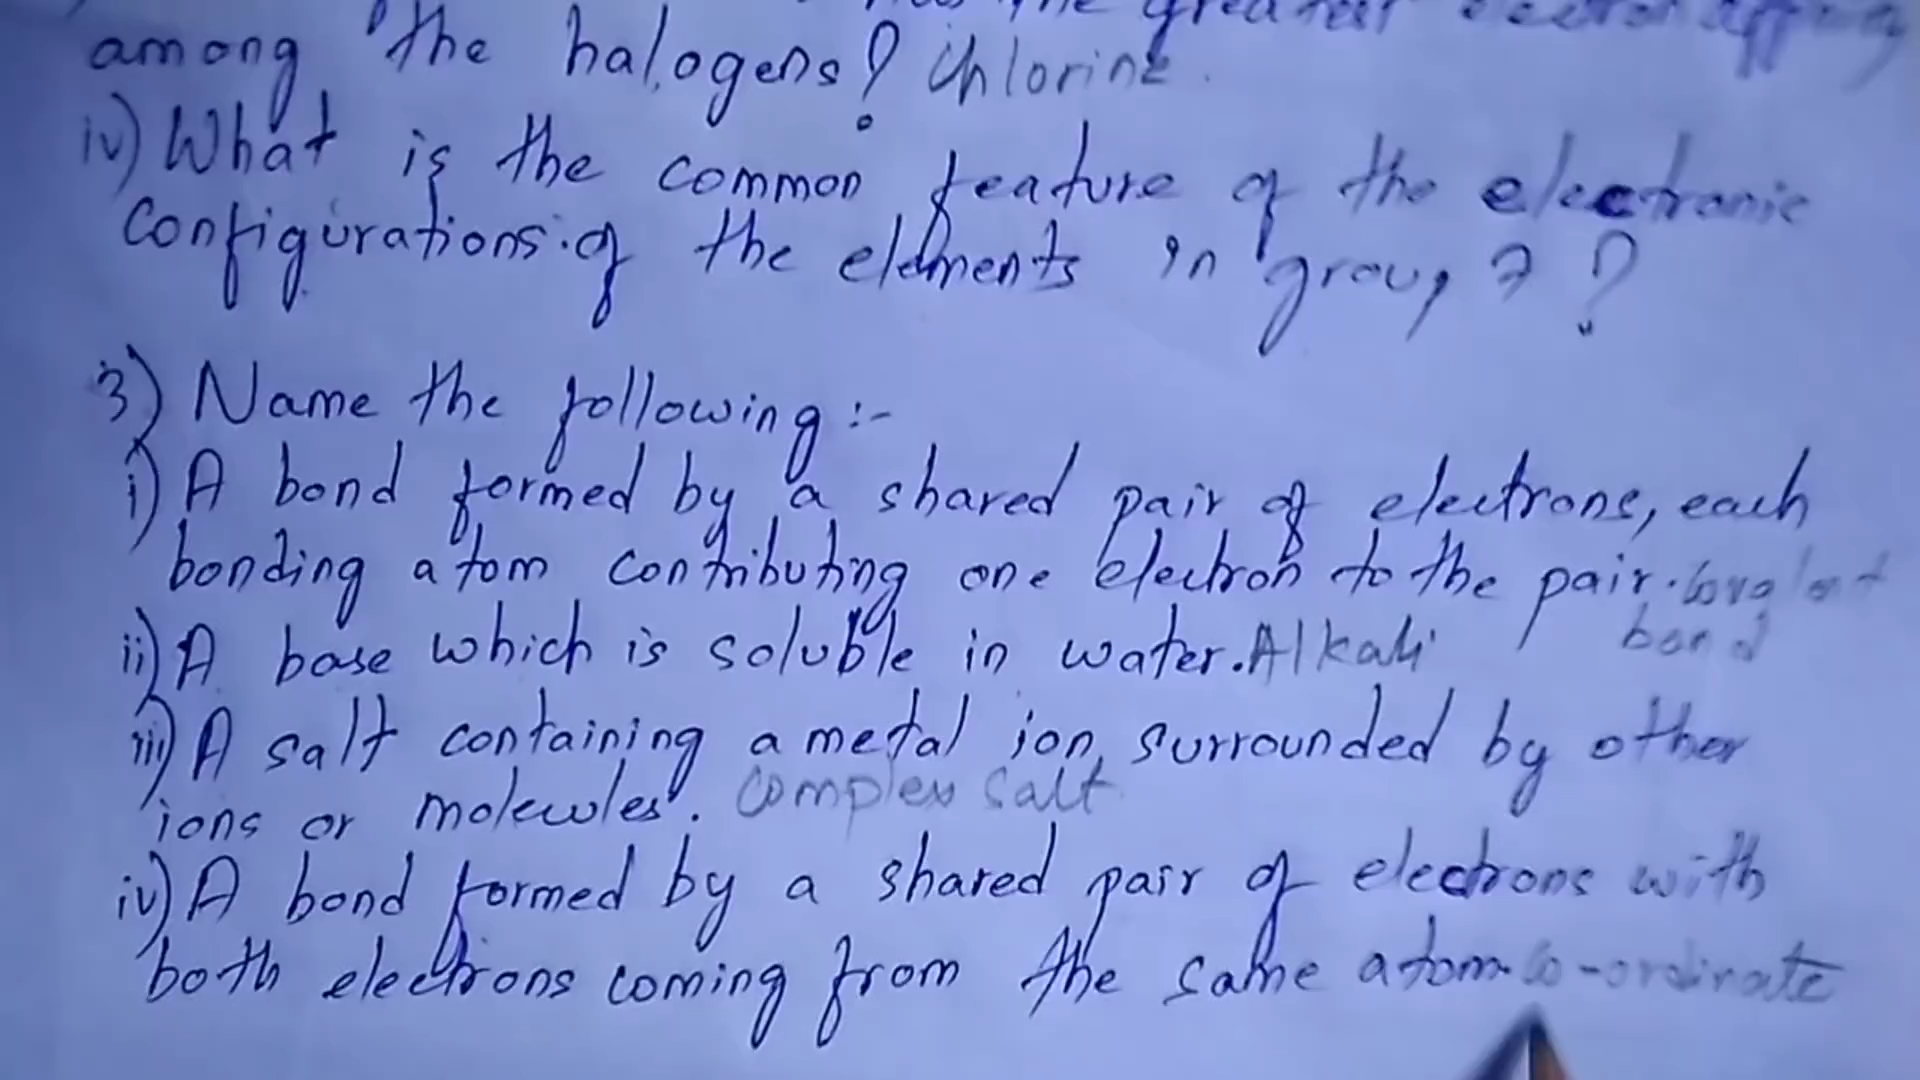 the greatest electron affinity
among the halogens? Chlorine.
iv) What is the common feature of the electronic
configurations of the elements in group 7?
3) Name the following :-
i) A bond formed by a shared pair of electrons, each
bonding atom contributing one electron to the pair. Covalent
bond
ii) A base which is soluble in water. Alkali
iii) A salt containing a metal ion surrounded by other
ions or molecules. Complex salt
iv) A bond formed by a shared pair of electrons with
both electrons coming from the same atom. Co-ordinate